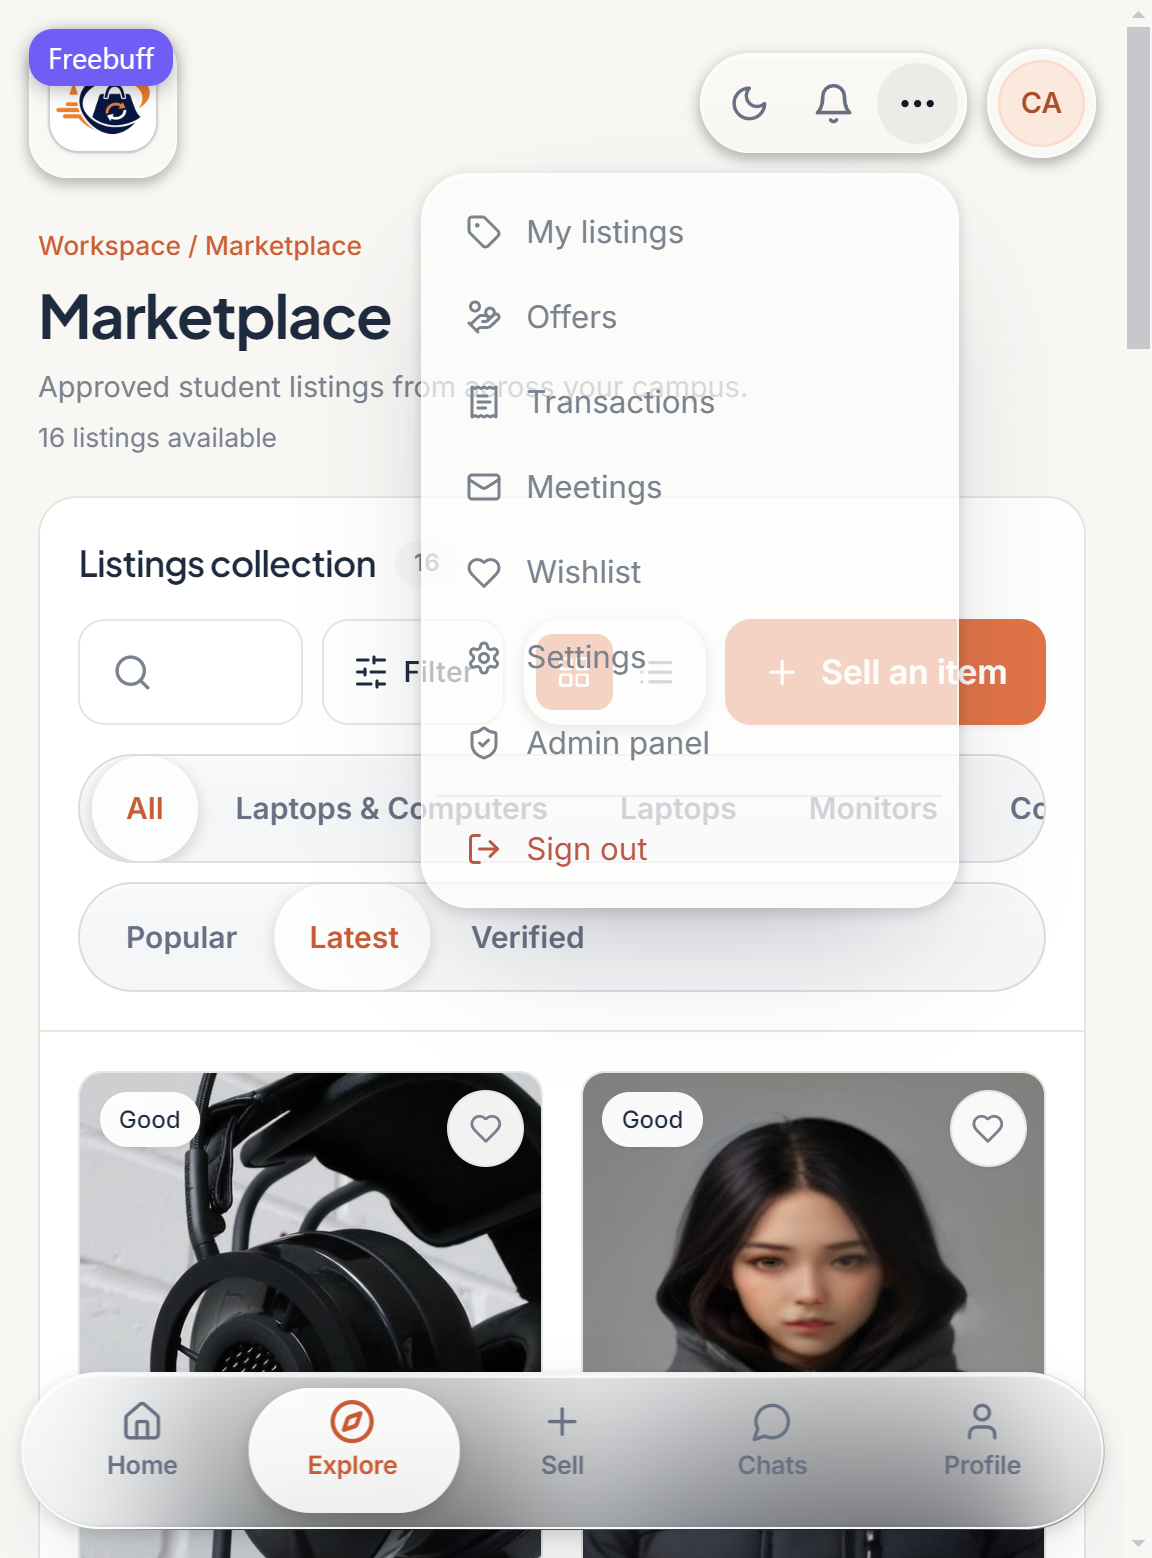 Freebuff
CA
Workspace / Marketplace
Marketplace
Approved student listings from across your campus.
16 listings available
My listings
Offers
Transactions
Meetings
Wishlist
Settings
Admin panel
Sign out
Listings collection 16
Filter
Sell an item
All Laptops & Computers Laptops Monitors Co
Popular Latest Verified
Good Good
Home Explore Sell Chats Profile